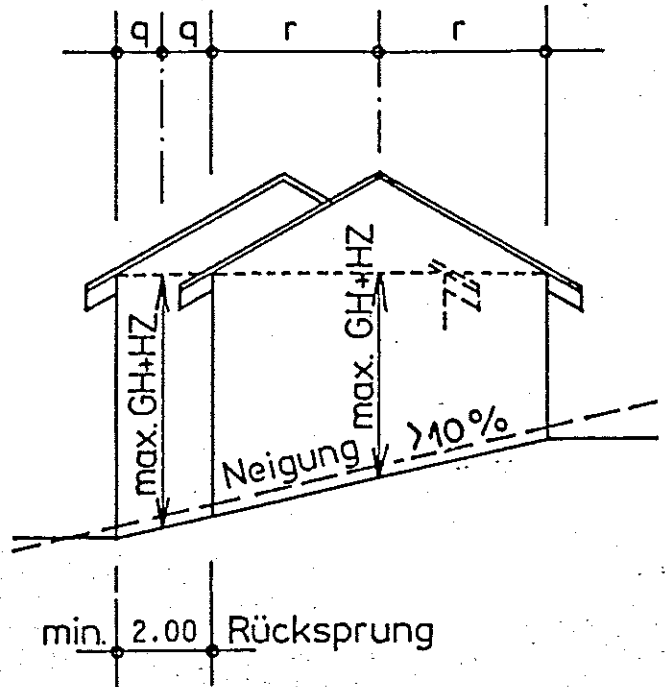 q q r r
max. GH+HZ
max. GH+HZ
Neigung >10%
min. 2.00 Rücksprung